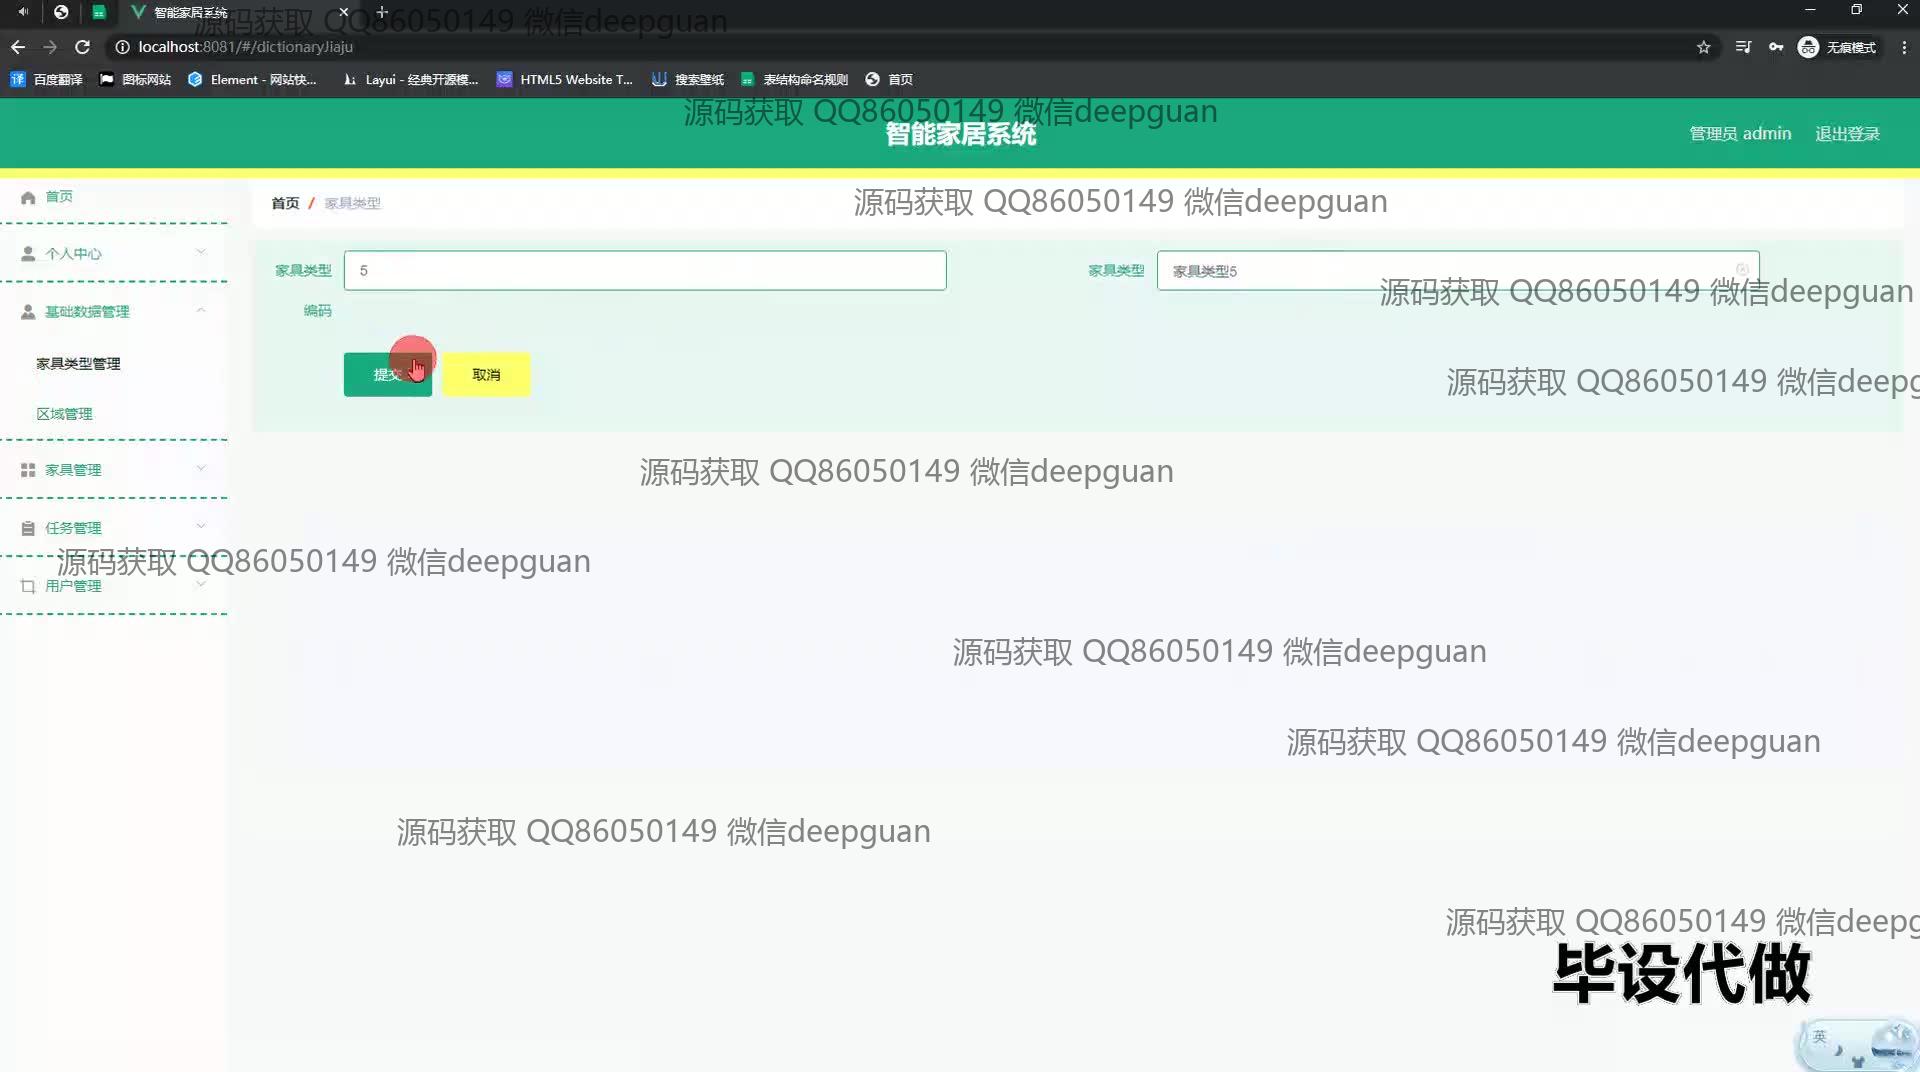 智能家居系统
源码获取 QQ86050149 微信deepguan
localhost:8081/#/dictionaryJiaju
无痕模式
百度翻译 图标网站 Element - 网站快... Layui - 经典开源模... HTML5 Website T... 搜索壁纸 表结构命名规则 首页
源码获取 QQ86050149 微信deepguan
智能家居系统
管理员 admin 退出登录
首页
首页 / 家具类型
源码获取 QQ86050149 微信deepguan
个人中心
家具类型
编码
5
家具类型
家具类型5
源码获取 QQ86050149 微信deepguan
基础数据管理
家具类型管理
提交
取消
源码获取 QQ86050149 微信deepg
区域管理
家具管理
源码获取 QQ86050149 微信deepguan
任务管理
源码获取 QQ86050149 微信deepguan
用户管理
源码获取 QQ86050149 微信deepguan
源码获取 QQ86050149 微信deepguan
源码获取 QQ86050149 微信deepguan
源码获取 QQ86050149 微信deepg
毕设代做
英